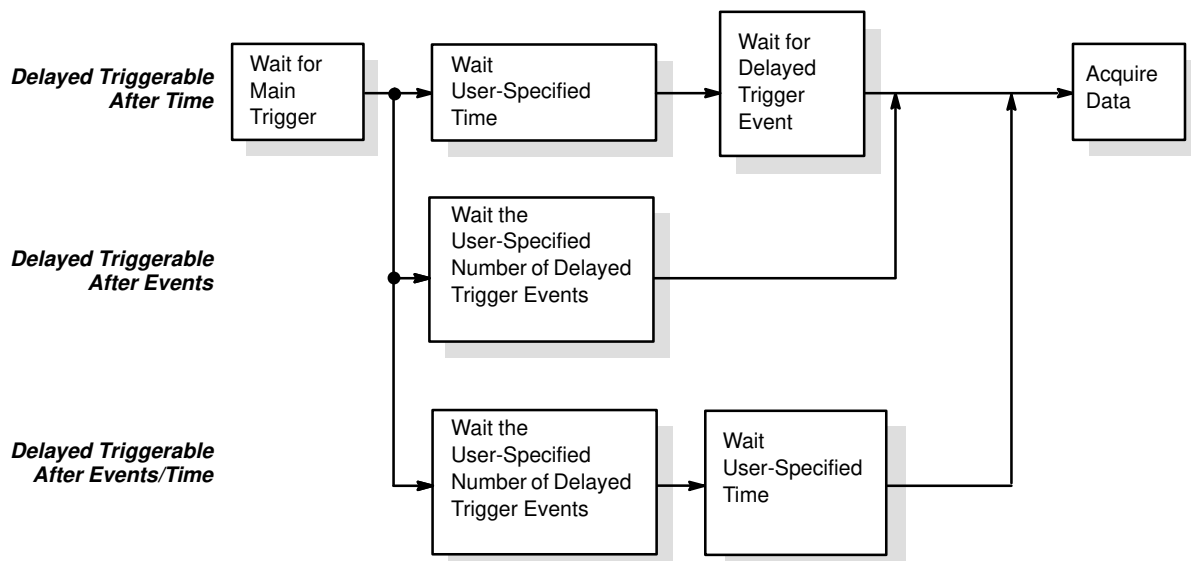 Delayed Triggerable
After Time
Wait for
Main
Trigger
Wait
User-Specified
Time
Wait for
Delayed
Trigger
Event
Acquire
Data
Delayed Triggerable
After Events
Wait the
User-Specified
Number of Delayed
Trigger Events
Delayed Triggerable
After Events/Time
Wait the
User-Specified
Number of Delayed
Trigger Events
Wait
User-Specified
Time